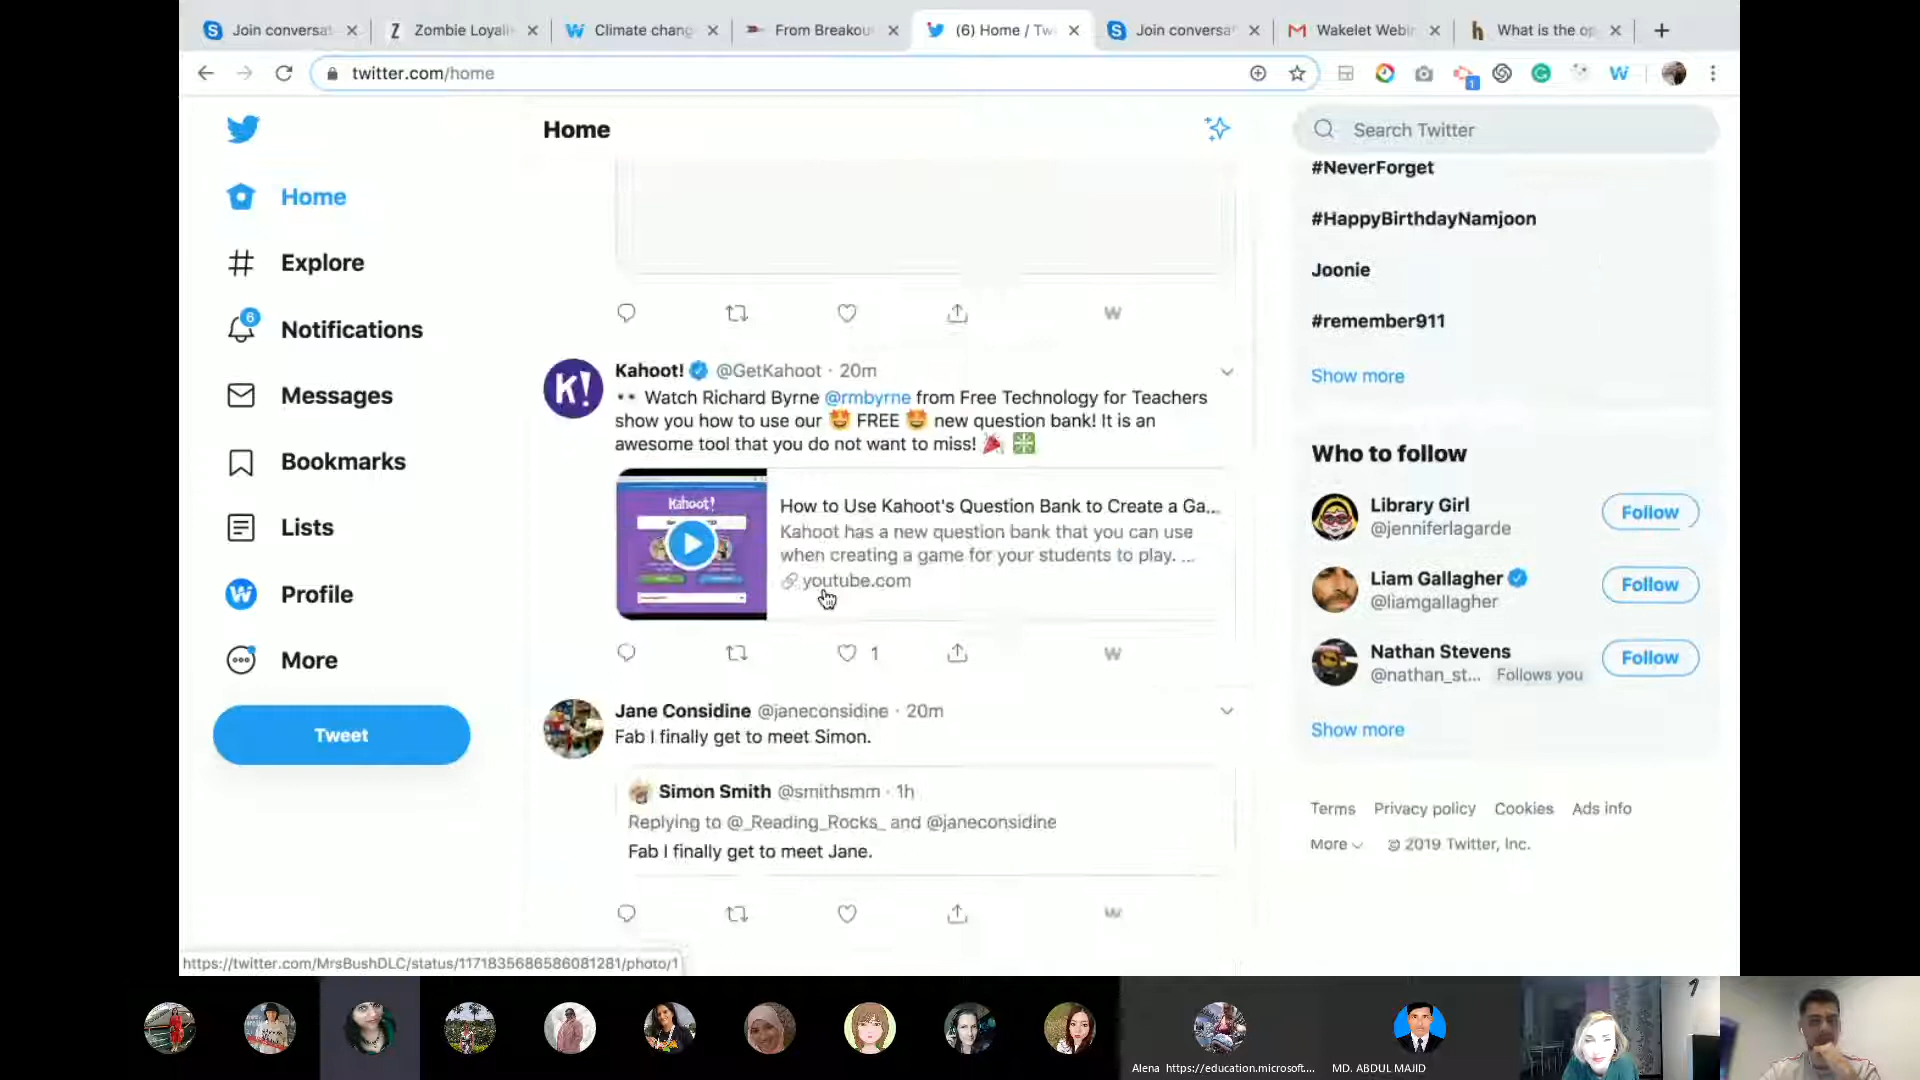 Join conversat
Zombie Loyali
Climate chang
From Breakou
(6) Home / Tw
Join conversa
Wakelet Webi
What is the op
twitter.com/home
1
Home
Search Twitter
Home
Explore
6
Notifications
Messages
Bookmarks
Lists
Profile
More
Tweet
Kahoot! @GetKahoot · 20m
Watch Richard Byrne @rmbyrne from Free Technology for Teachers
show you how to use our 🤩 FREE 🤩 new question bank! It is an
awesome tool that you do not want to miss! 🎉 ❇️
Kahoot!
How to Use Kahoot's Question Bank to Create a Ga...
Kahoot has a new question bank that you can use
when creating a game for your students to play. ...
youtube.com
1
Jane Considine @janeconsidine · 20m
Fab I finally get to meet Simon.
Simon Smith @smithsmm · 1h
Replying to @_Reading_Rocks_ and @janeconsidine
Fab I finally get to meet Jane.
#NeverForget
#HappyBirthdayNamjoon
Joonie
#remember911
Show more
Who to follow
Library Girl
@jenniferlagarde
Follow
Liam Gallagher
@liamgallagher
Follow
Nathan Stevens
@nathan_st... Follows you
Follow
Show more
Terms Privacy policy Cookies Ads info
More © 2019 Twitter, Inc.
https://twitter.com/MrsBushDLC/status/1171835686586081281/photo/1
Alena https://education.microsoft....
MD. ABDUL MAJID